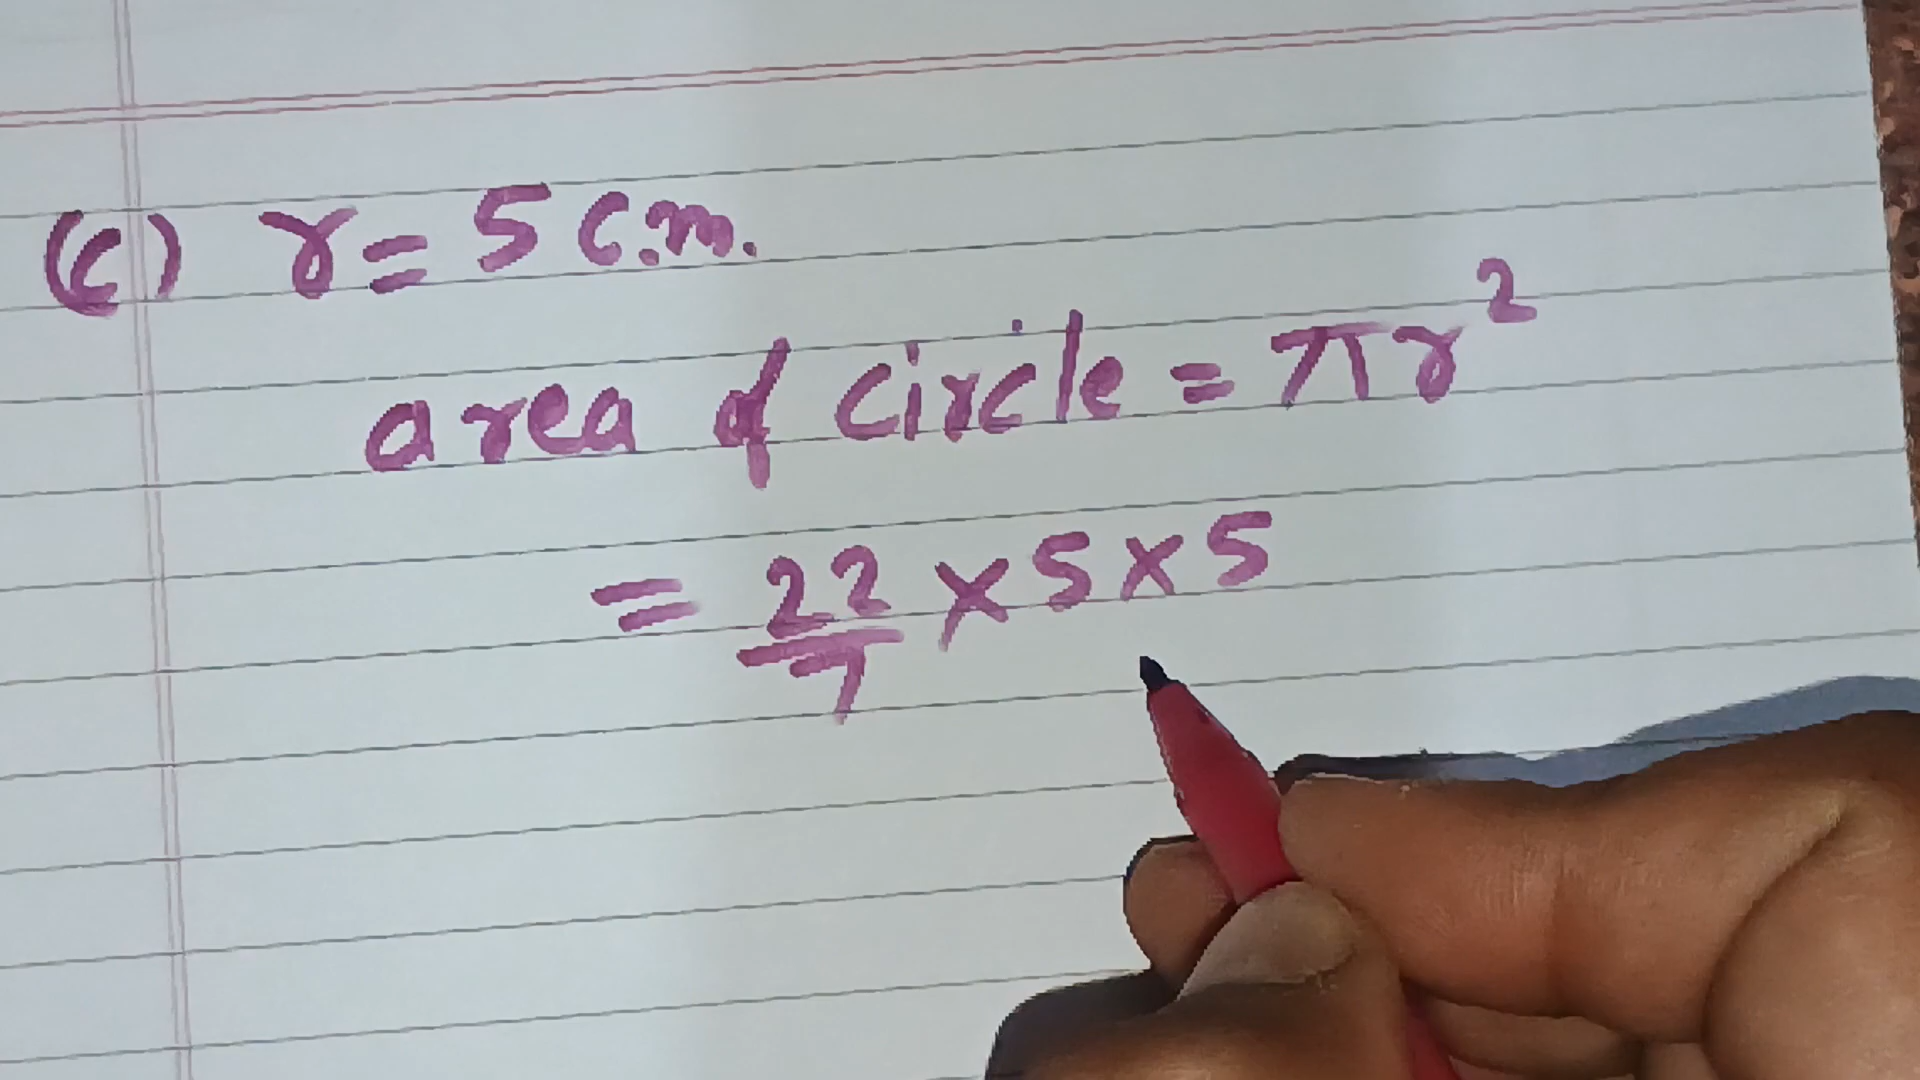 (c) r = 5 c.m.
area of circle = πr²
= 22/7 × 5 × 5